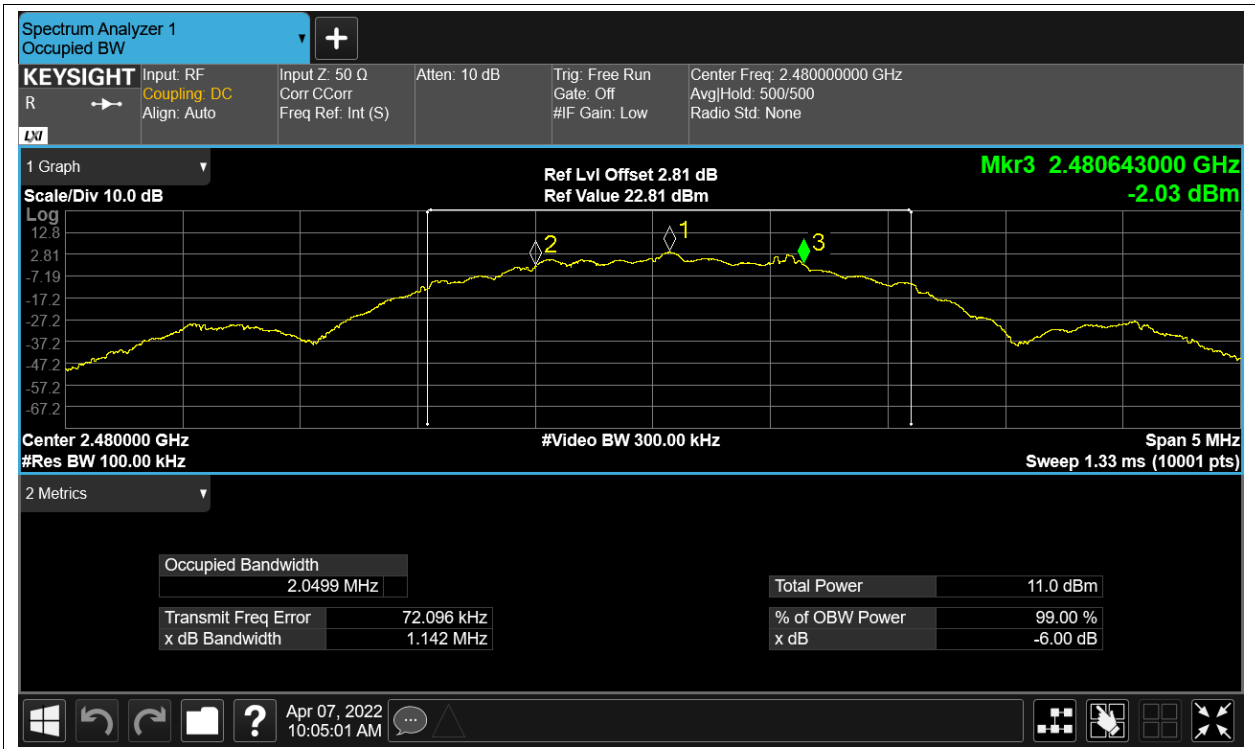 Spectrum Analyzer 1
Occupied BW
KEYSIGHT
R
LXI
Input: RF
Coupling: DC
Align: Auto
Input Z: 50 Ω
Corr CCorr
Freq Ref: Int (S)
Atten: 10 dB
Trig: Free Run
Gate: Off
#IF Gain: Low
Center Freq: 2.480000000 GHz
Avg|Hold: 500/500
Radio Std: None
1 Graph
Scale/Div 10.0 dB
Ref Lvl Offset 2.81 dB
Ref Value 22.81 dBm
Mkr3 2.480643000 GHz
-2.03 dBm
Log
12.8
2.81
-7.19
-17.2
-27.2
-37.2
-47.2
-57.2
-67.2
2
1
3
Center 2.480000 GHz
#Res BW 100.00 kHz
#Video BW 300.00 kHz
Span 5 MHz
Sweep 1.33 ms (10001 pts)
2 Metrics
Occupied Bandwidth
2.0499 MHz
Transmit Freq Error 72.096 kHz
x dB Bandwidth 1.142 MHz
Total Power 11.0 dBm
% of OBW Power 99.00 %
x dB -6.00 dB
?
Apr 07, 2022
10:05:01 AM